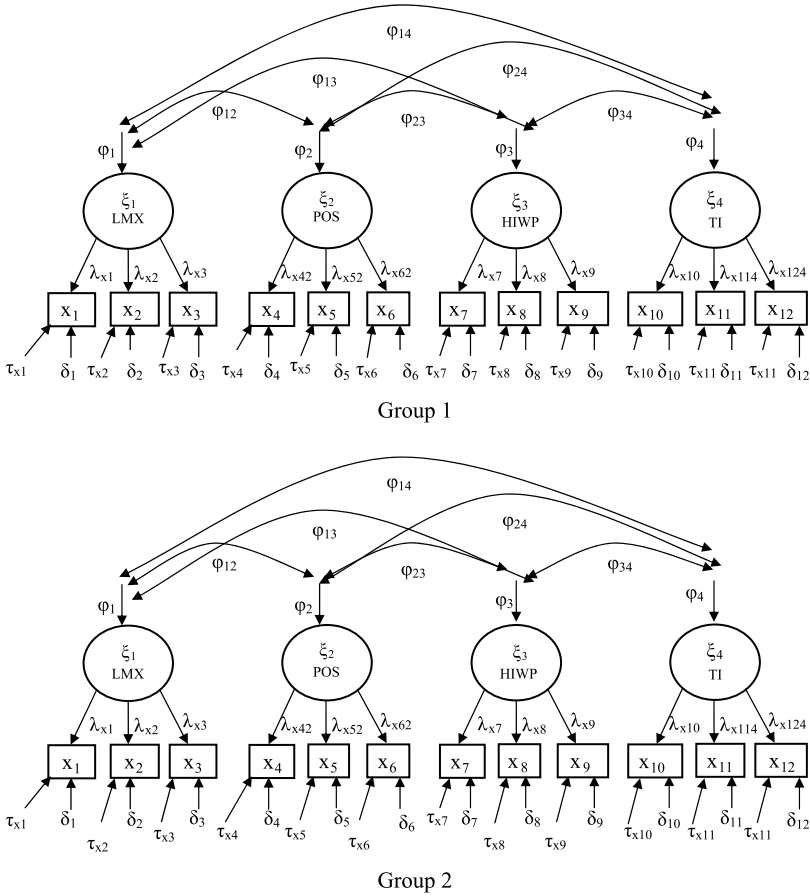 φ14
φ13
φ24
φ12
φ23
φ34
φ1 φ2 φ3 φ4
ξ1 ξ2 ξ3 ξ4
LMX POS HIWP TI
λx1 λx2 λx3 λx42 λx52 λx62 λx7 λx8 λx9 λx10 λx114 λx124
x1 x2 x3 x4 x5 x6 x7 x8 x9 x10 x11 x12
τx1 δ1 τx2 δ2 τx3 δ3 τx4 δ4 τx5 δ5 τx6 δ6 τx7 δ7 τx8 δ8 τx9 δ9 τx10 δ10 τx11 δ11 τx11 δ12
Group 1
φ14
φ13
φ24
φ12
φ23
φ34
φ1 φ2 φ3 φ4
ξ1 ξ2 ξ3 ξ4
LMX POS HIWP TI
λx1 λx2 λx3 λx42 λx52 λx62 λx7 λx8 λx9 λx10 λx114 λx124
x1 x2 x3 x4 x5 x6 x7 x8 x9 x10 x11 x12
τx1 δ1 τx2 δ2 τx3 δ3 τx4 δ4 τx5 δ5 τx6 δ6 τx7 δ7 τx8 δ8 τx9 δ9 τx10 δ10 τx11 δ11 τx11 δ12
Group 2